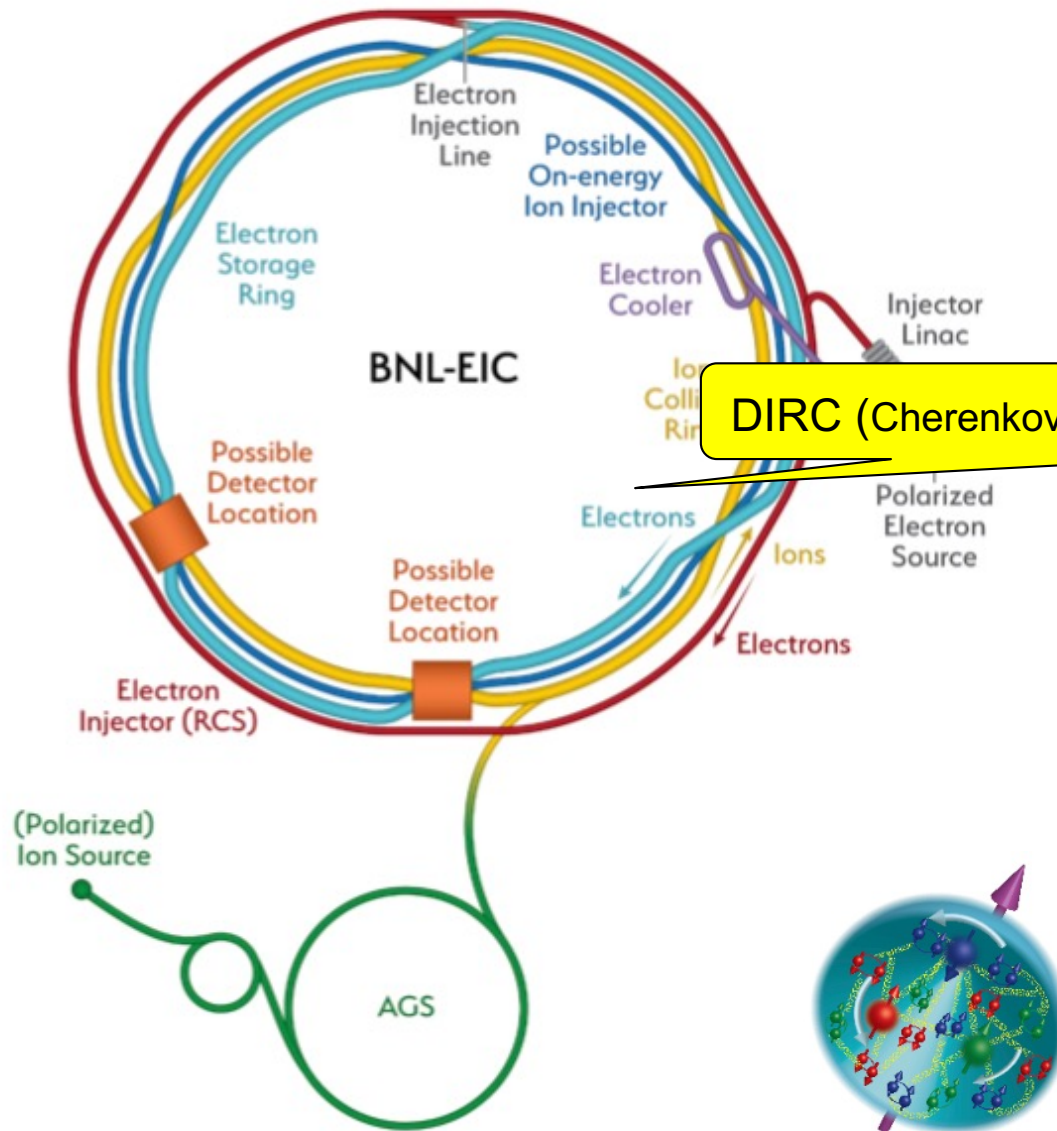 Electron
Injection
Line
Possible
On-energy
Ion Injector
Electron
Storage
Ring
Electron
Cooler
Injector
Linac
BNL-EIC
DIRC (Cherenkov
Possible
Detector
Location
Electrons
Ions
Polarized
Electron
Source
Possible
Detector
Location
Electrons
Electron
Injector (RCS)
(Polarized)
Ion Source
AGS